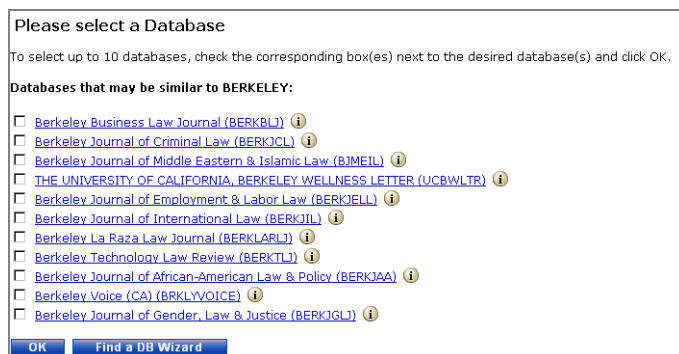 Please select a Database
To select up to 10 databases, check the corresponding box(es) next to the desired database(s) and click OK.
Databases that may be similar to BERKELEY:
Berkeley Business Law Journal (BERKBLJ) i
Berkeley Journal of Criminal Law (BERKJCL) i
Berkeley Journal of Middle Eastern & Islamic Law (BJMEIL) i
THE UNIVERSITY OF CALIFORNIA, BERKELEY WELLNESS LETTER (UCBWLTR) i
Berkeley Journal of Employment & Labor Law (BERKJELL) i
Berkeley Journal of International Law (BERKJIL) i
Berkeley La Raza Law Journal (BERKLARLJ) i
Berkeley Technology Law Review (BERKTLJ) i
Berkeley Journal of African-American Law & Policy (BERKJAA) i
Berkeley Voice (CA) (BRKLYVOICE) i
Berkeley Journal of Gender, Law & Justice (BERKJGLJ) i
OK Find a DB Wizard